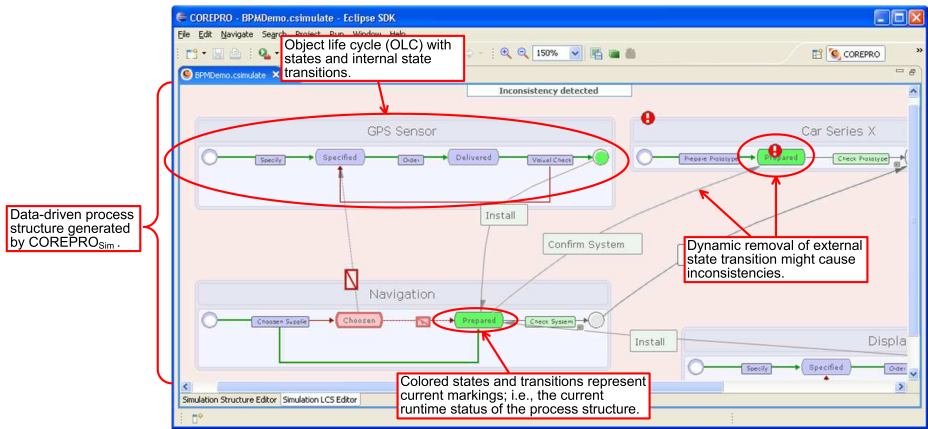 COREPRO - BPMDemo.csimulate - Eclipse SDK
File Edit Navigate Search Project Run Window Help
150%
COREPRO
»
BPMDemo.csimulate
Object life cycle (OLC) with
states and internal state
transitions.
Inconsistency detected
GPS Sensor
Specify
Specified
Order
Delivered
Visual Check
Car Series X
Prepare Prototype
Prepared
Check Prototype
Install
Confirm System
Data-driven process
structure generated
by COREPROSim.
Dynamic removal of external
state transition might cause
inconsistencies.
Navigation
Choosen Supplie
Choosen
Prepared
Check System
Install
Displa
Specify
Specified
Order
Colored states and transitions represent
current markings; i.e., the current
runtime status of the process structure.
Simulation Structure Editor
Simulation LCS Editor